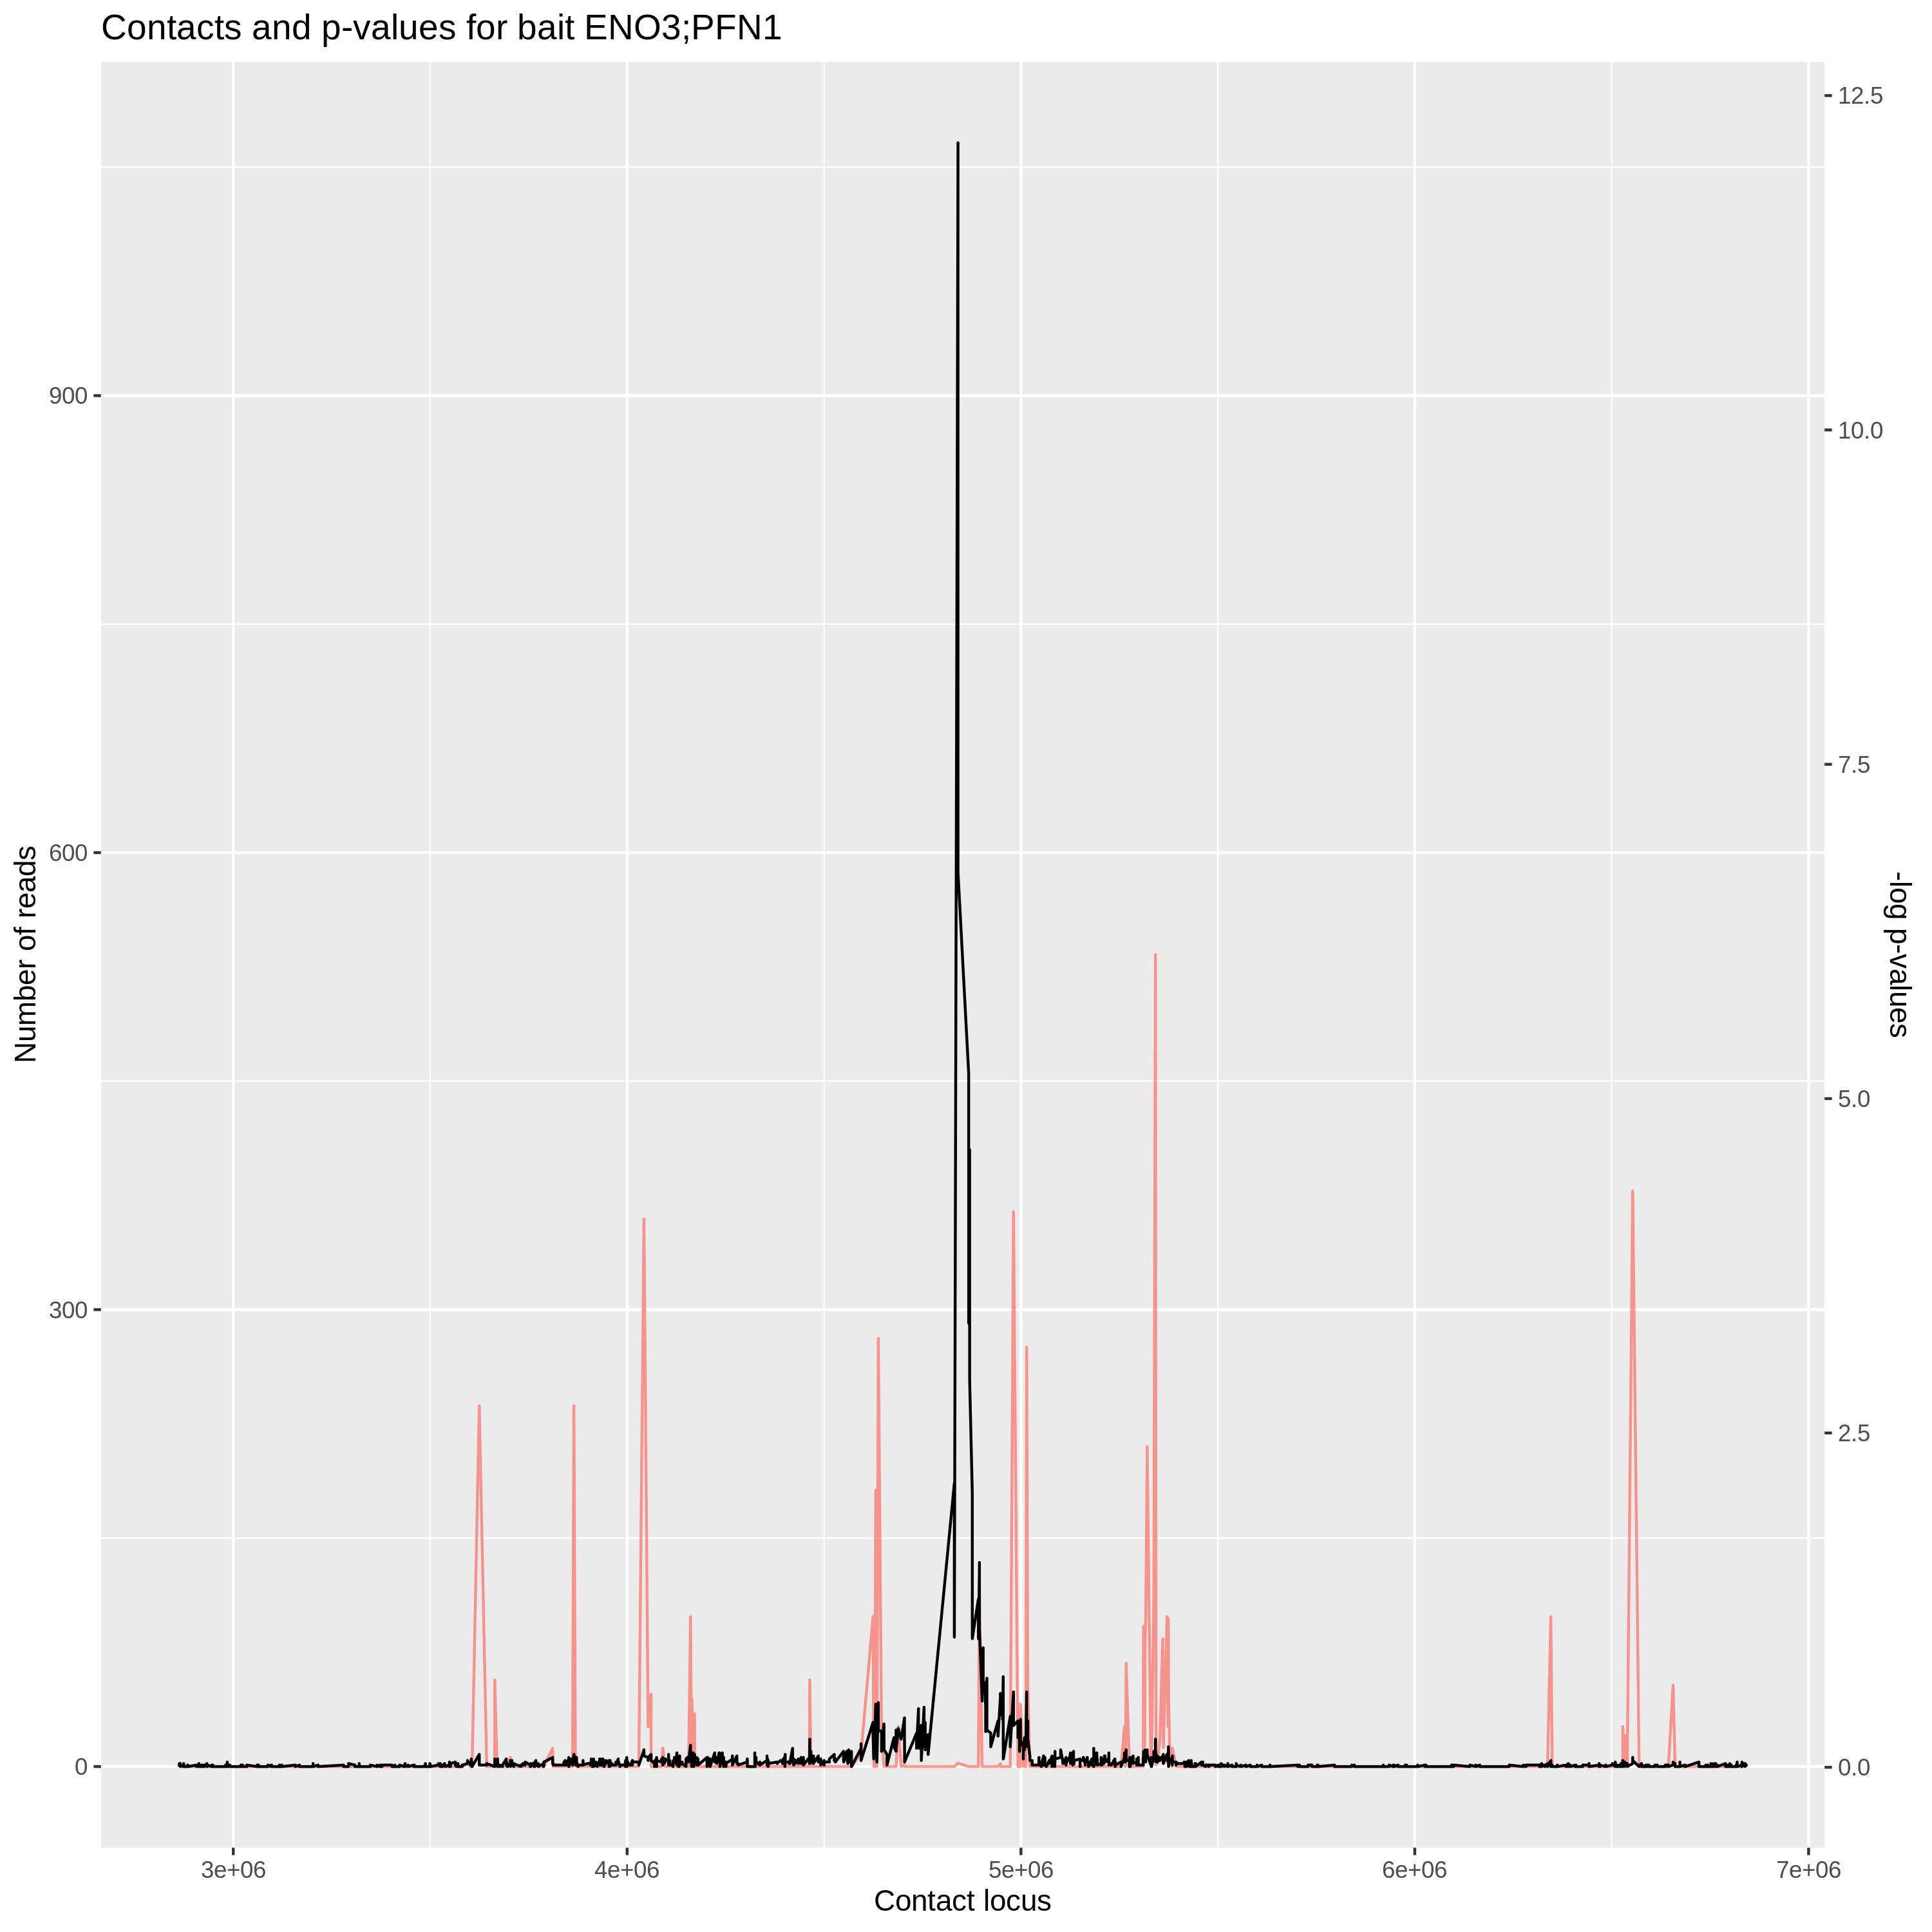 Contacts and p-values for bait ENO3;PFN1
12.5
10.0
7.5
5.0
2.5
0.0
-log p-values
900
600
300
0
Number of reads
3e+06
4e+06
5e+06
6e+06
7e+06
Contact locus